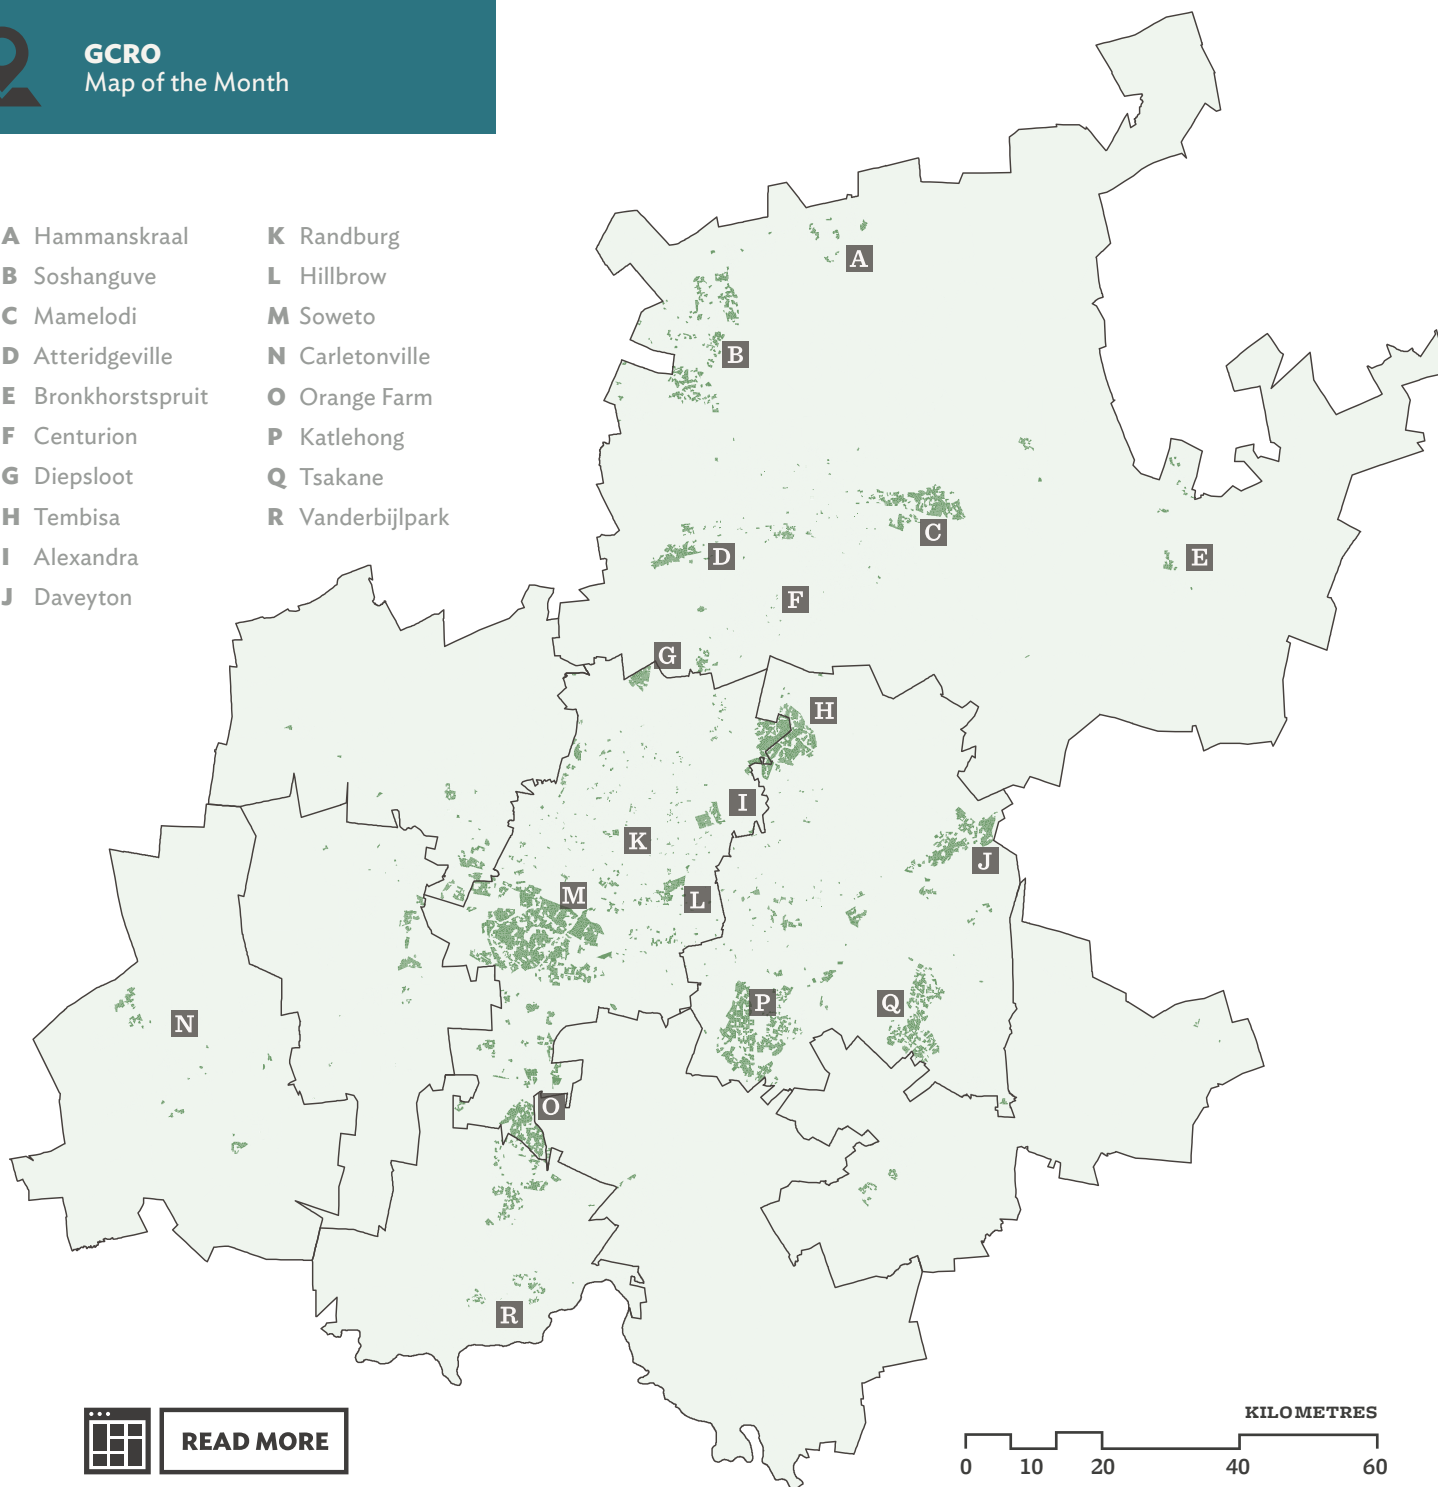 GCRO
Map of the Month
A Hammanskraal
B Soshanguve
C Mamelodi
D Atteridgeville
E Bronkhorstspruit
F Centurion
G Diepsloot
H Tembisa
I Alexandra
J Daveyton
K Randburg
L Hillbrow
M Soweto
N Carletonville
O Orange Farm
P Katlehong
Q Tsakane
R Vanderbijlpark
A
B
C
D
E
F
G
H
I
K
J
M
L
P
Q
N
O
R
READ MORE
KILOMETRES
0 10 20 40 60